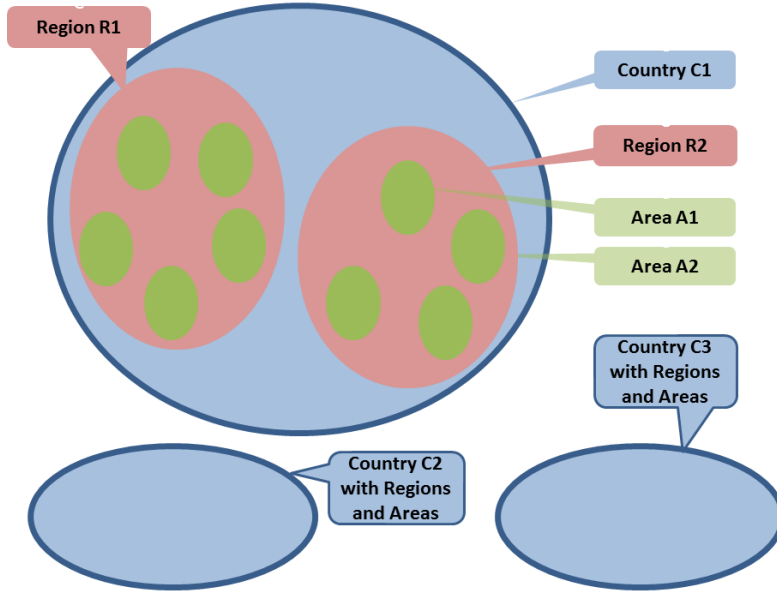 Region R1
Country C1
Region R2
Area A1
Area A2
Country C3
with Regions
and Areas
Country C2
with Regions
and Areas